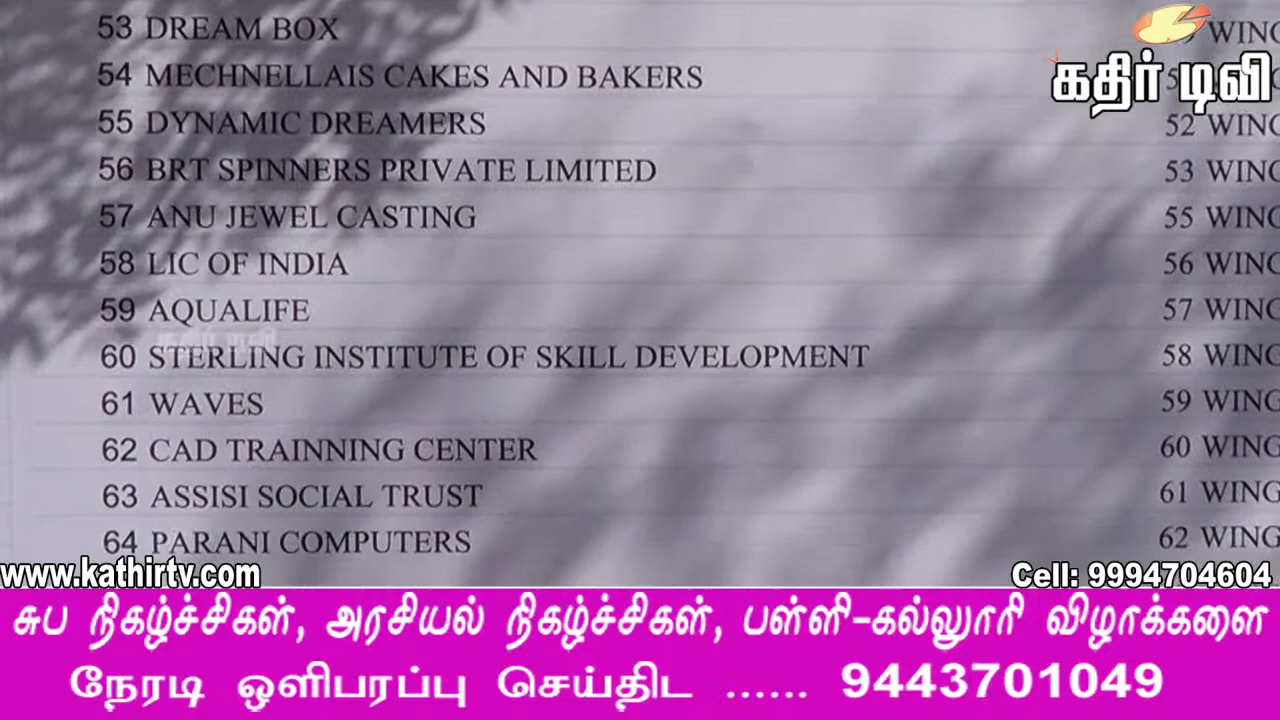 53 DREAM BOX
WING
54 MECHNELLAIS CAKES AND BAKERS
கதிர் டிவி
55 DYNAMIC DREAMERS
52 WING
56 BRT SPINNERS PRIVATE LIMITED
53 WING
57 ANU JEWEL CASTING
55 WING
58 LIC OF INDIA
56 WING
59 AQUALIFE
57 WING
60 STERLING INSTITUTE OF SKILL DEVELOPMENT
58 WING
61 WAVES
59 WING
62 CAD TRAINNING CENTER
60 WING
63 ASSISI SOCIAL TRUST
61 WING
64 PARANI COMPUTERS
62 WING
www.kathirtv.com
Cell: 9994704604
சுப நிகழ்ச்சிகள், அரசியல் நிகழ்ச்சிகள், பள்ளி-கல்லூரி விழாக்களை
நேரடி ஒளிபரப்பு செய்திட ...... 9443701049